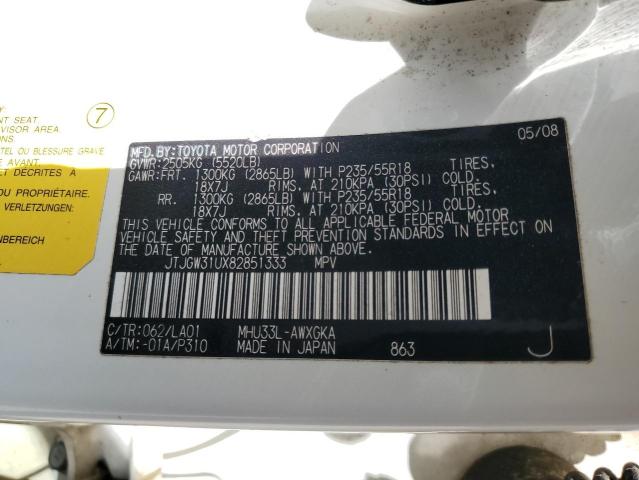 7
ENT SEAT.
VISOR AREA.
OU BLESSURE GRAVE
AVANT.
T DÉCRITES A
DU PROPRIÉTAIRE.
VERLETZUNGEN.
NBEREICH
MFD.BY:TOYOTA MOTOR CORPORATION 05/08
GVWR:2505KG (5520LB)
GAWR:FRT. 1300KG (2865LB) WITH P235/55R18 TIRES,
18X7J RIMS, AT 210KPA (30PSI) COLD.
RR. 1300KG (2865LB) WITH P235/55R18 TIRES,
18X7J RIMS, AT 210KPA (30PSI) COLD.
THIS VEHICLE CONFORMS TO ALL APPLICABLE FEDERAL MOTOR
VEHICLE SAFETY AND THEFT PREVENTION STANDARDS IN EFFECT ON
THE DATE OF MANUFACTURE SHOWN ABOVE.
JTJGW31UX82851333 MPV
C/TR:062/LA01 MHU33L-AWXGKA
A/TM:-01A/P310 MADE IN JAPAN 863 J